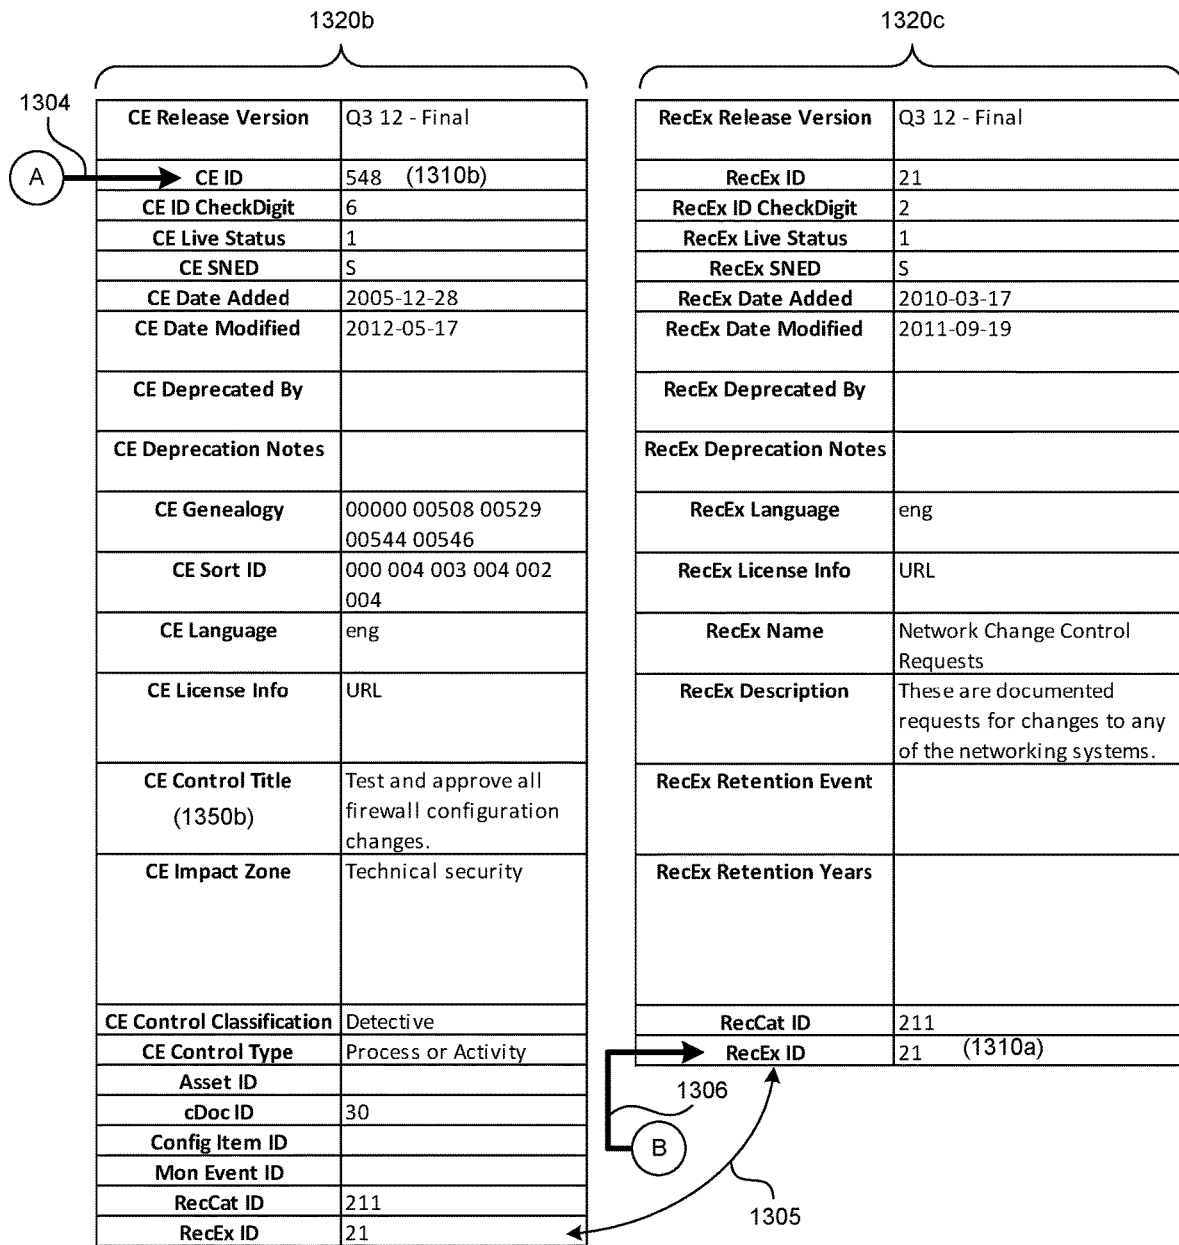 1320b
1304
A
CE Release Version Q3 12 - Final
CE ID 548 (1310b)
CE ID CheckDigit 6
CE Live Status 1
CE SNED S
CE Date Added 2005-12-28
CE Date Modified 2012-05-17
CE Deprecated By
CE Deprecation Notes
CE Genealogy 00000 00508 00529
00544 00546
CE Sort ID 000 004 003 004 002
004
CE Language eng
CE License Info URL
CE Control Title Test and approve all
(1350b) firewall configuration
changes.
CE Impact Zone Technical security
CE Control Classification Detective
CE Control Type Process or Activity
Asset ID
cDoc ID 30
Config Item ID
Mon Event ID
RecCat ID 211
RecEx ID 21
1320c
RecEx Release Version Q3 12 - Final
RecEx ID 21
RecEx ID CheckDigit 2
RecEx Live Status 1
RecEx SNED S
RecEx Date Added 2010-03-17
RecEx Date Modified 2011-09-19
RecEx Deprecated By
RecEx Deprecation Notes
RecEx Language eng
RecEx License Info URL
RecEx Name Network Change Control
Requests
RecEx Description These are documented
requests for changes to any
of the networking systems.
RecEx Retention Event
RecEx Retention Years
RecCat ID 211
RecEx ID 21 (1310a)
1306
B
1305